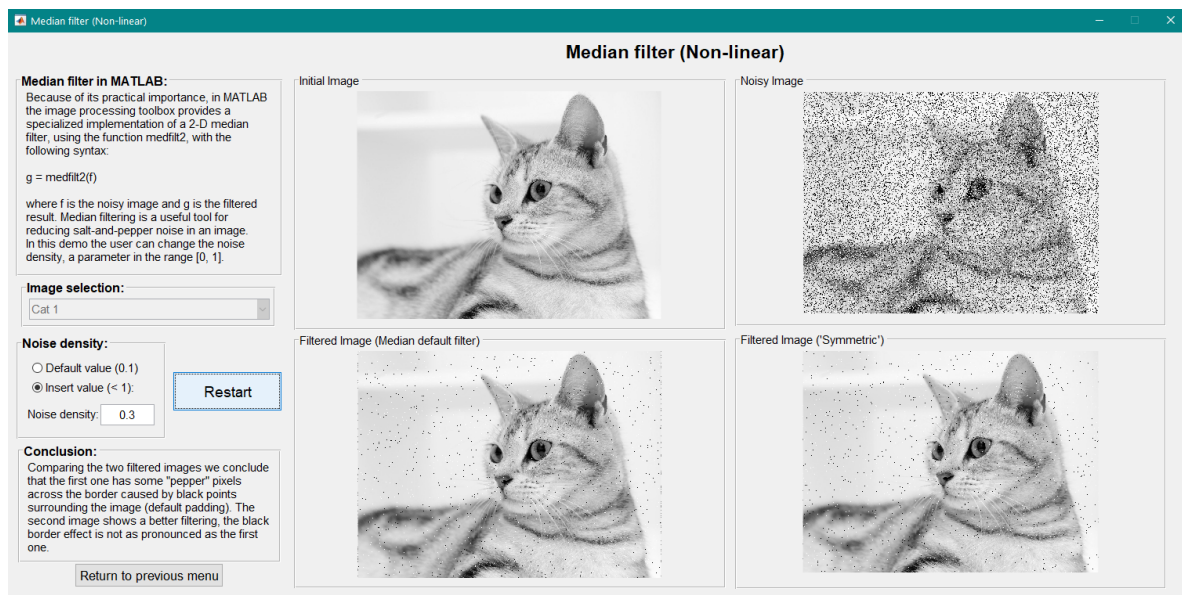 Median filter (Non-linear)
Median filter (Non-linear)
Median filter in MATLAB:
Because of its practical importance, in MATLAB
the image processing toolbox provides a
specialized implementation of a 2-D median
filter, using the function medfilt2, with the
following syntax:
g = medfilt2(f)
where f is the noisy image and g is the filtered
result. Median filtering is a useful tool for
reducing salt-and-pepper noise in an image.
In this demo the user can change the noise
density, a parameter in the range [0, 1].
Image selection:
Cat 1
Noise density:
Default value (0.1)
Insert value (< 1):
Noise density: 0.3
Restart
Conclusion:
Comparing the two filtered images we conclude
that the first one has some "pepper" pixels
across the border caused by black points
surrounding the image (default padding). The
second image shows a better filtering, the black
border effect is not as pronounced as the first
one.
Return to previous menu
Initial Image
Noisy Image
Filtered Image (Median default filter)
Filtered Image ('Symmetric')